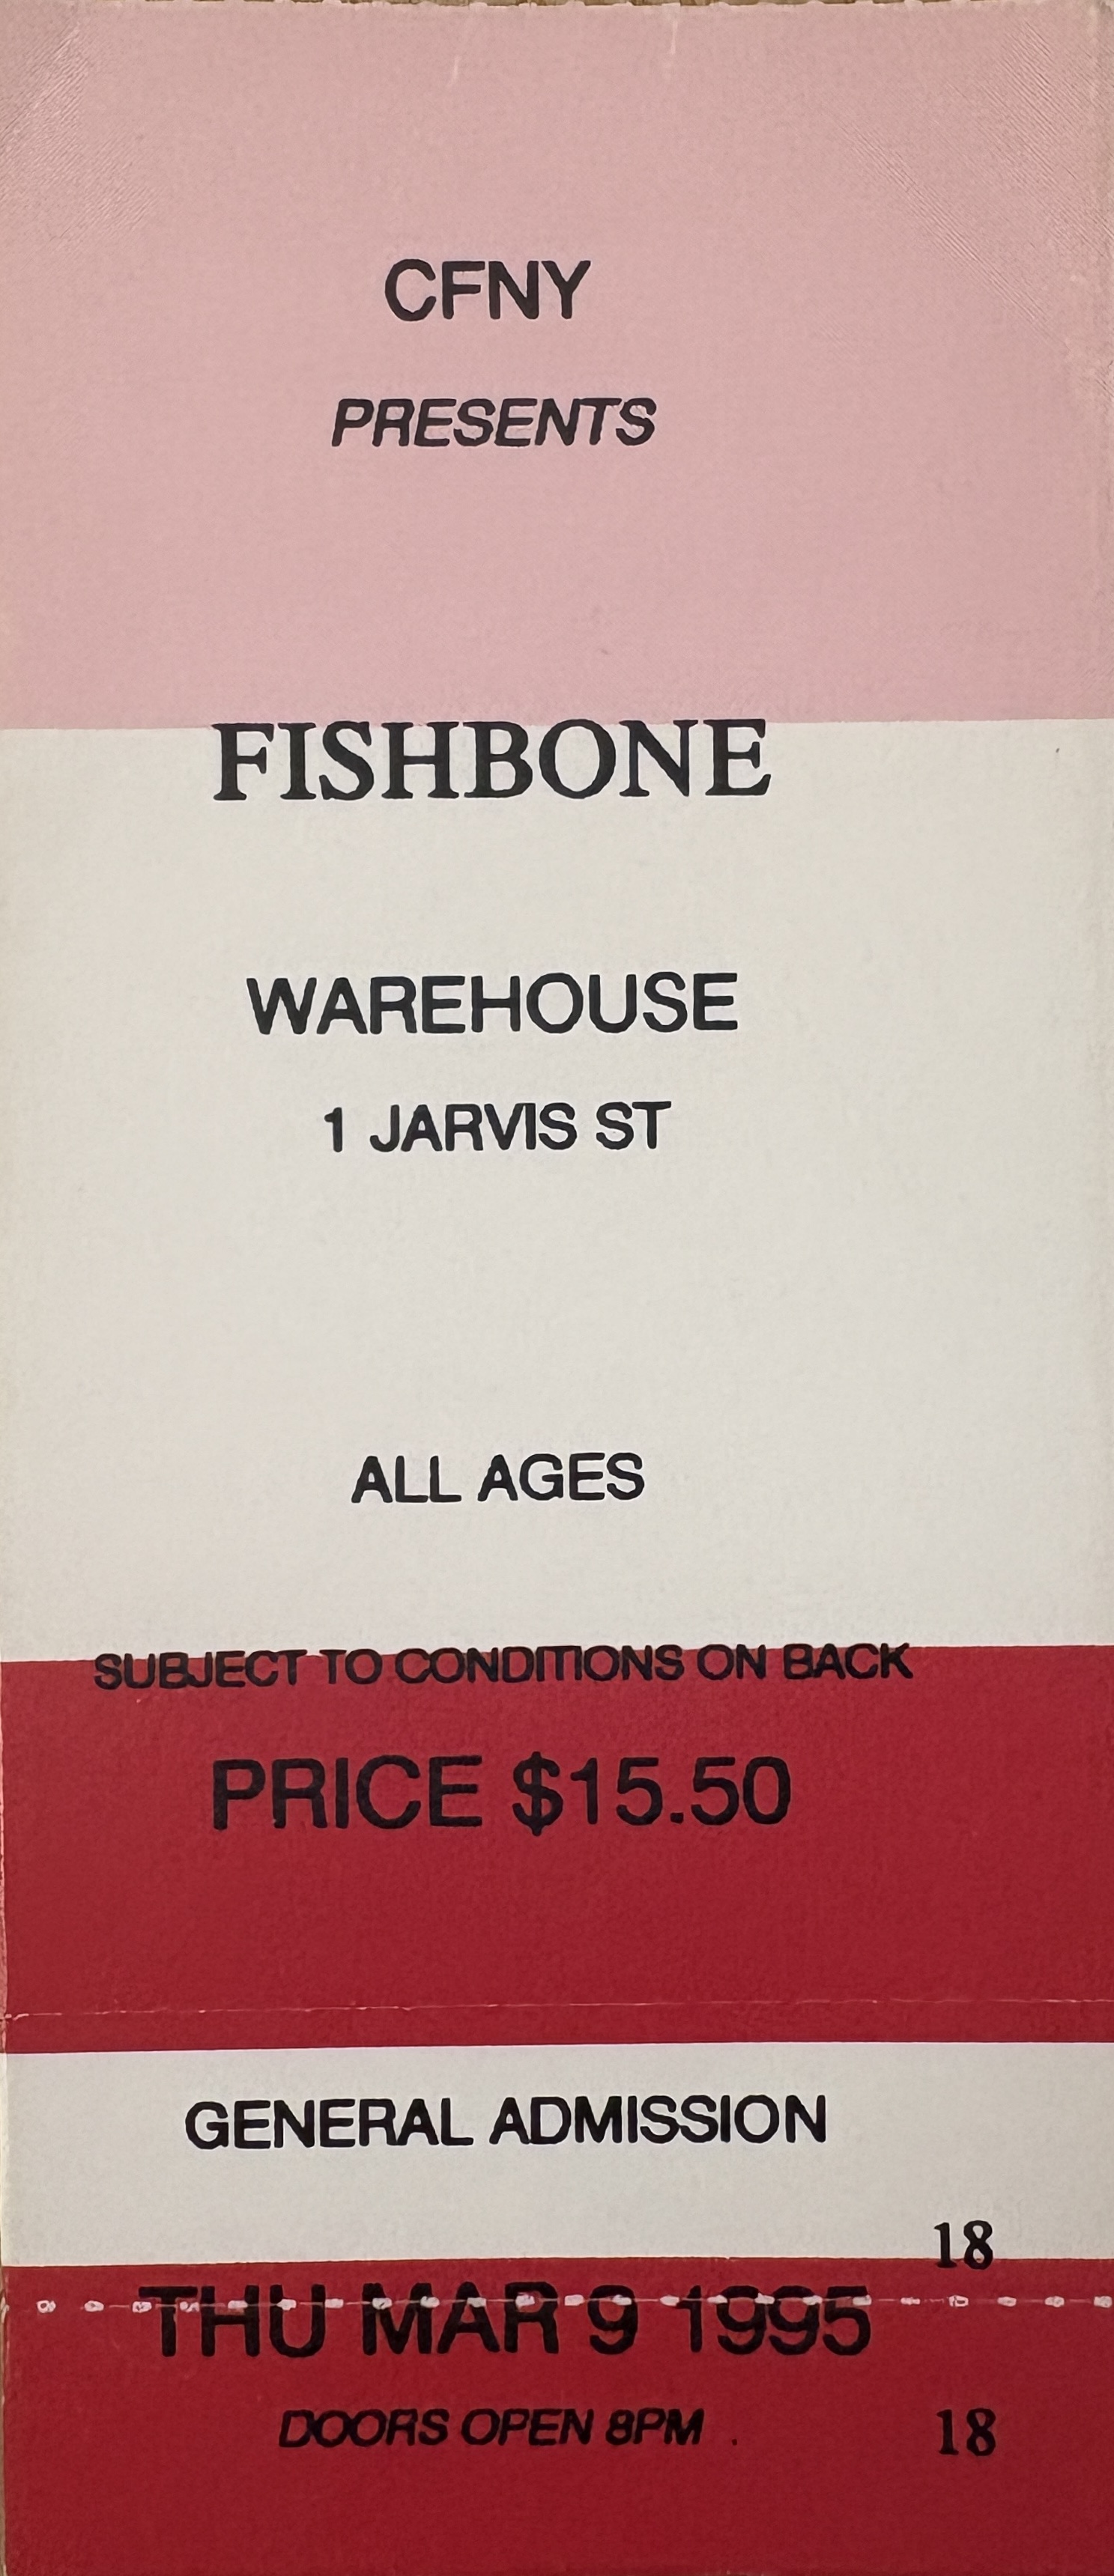 CFNY
PRESENTS
FISHBONE
WAREHOUSE
1 JARVIS ST
ALL AGES
SUBJECT TO CONDITIONS ON BACK
PRICE $15.50
GENERAL ADMISSION
18
THU MAR 9 1995
DOORS OPEN 8PM .
18